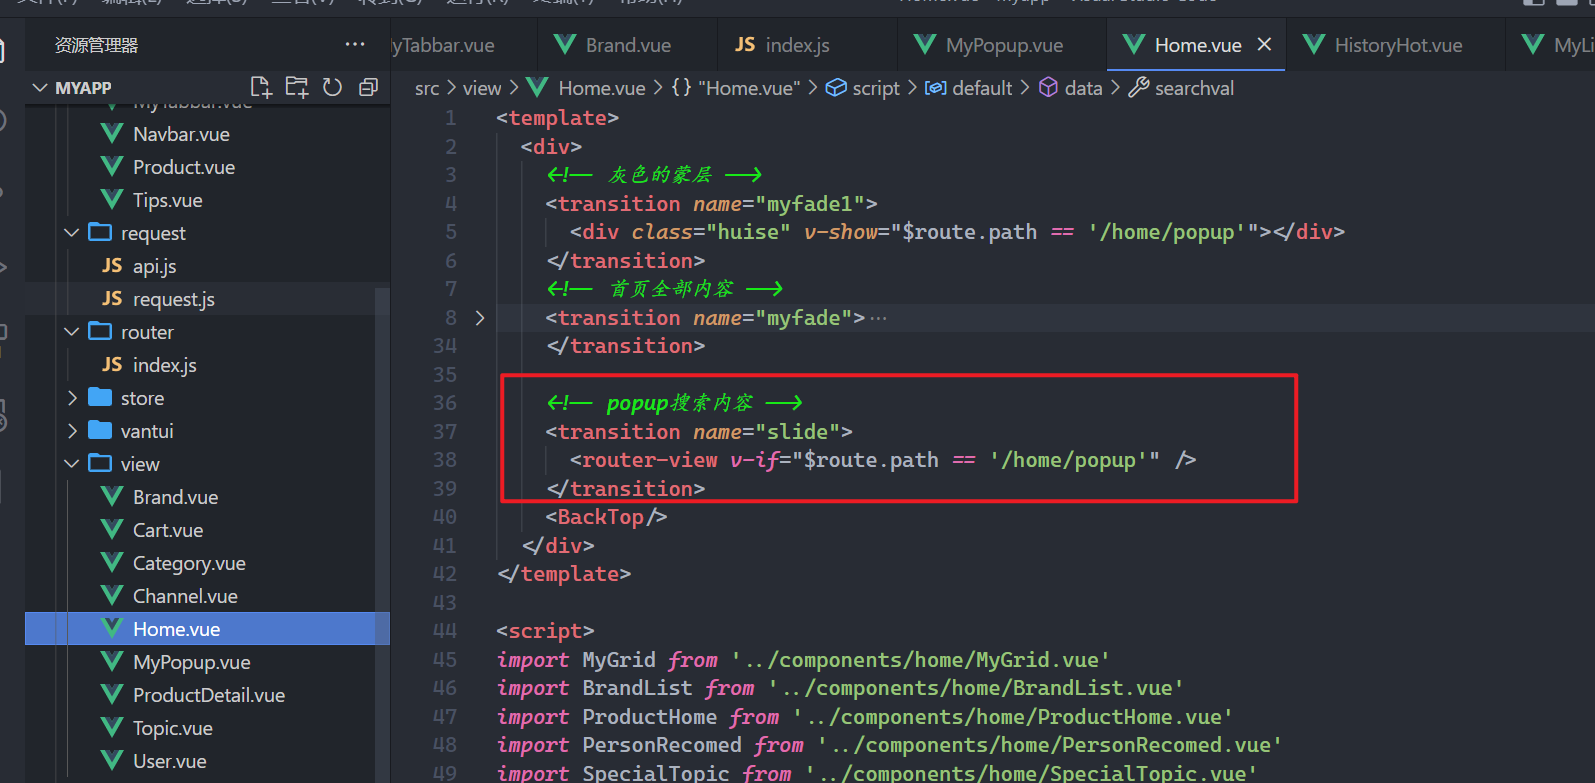 资源管理器 ···
MYAPP
MyTabbar.vue
Navbar.vue
Product.vue
Tips.vue
request
api.js
request.js
router
index.js
store
vantui
view
Brand.vue
Cart.vue
Category.vue
Channel.vue
Home.vue
MyPopup.vue
ProductDetail.vue
Topic.vue
User.vue
yTabbar.vue Brand.vue JS index.js MyPopup.vue Home.vue × HistoryHot.vue MyLi
src > view > Home.vue > {} "Home.vue" > script > default > data > searchval
1 <template>
2 <div>
3 <!-- 灰色的蒙层 -->
4 <transition name="myfade1">
5 <div class="huise" v-show="$route.path == '/home/popup'"></div>
6 </transition>
7 <!-- 首页全部内容 -->
8 <transition name="myfade">···
34 </transition>
35
36 <!-- popup搜索内容 -->
37 <transition name="slide">
38 <router-view v-if="$route.path == '/home/popup'" />
39 </transition>
40 <BackTop/>
41 </div>
42 </template>
43
44 <script>
45 import MyGrid from '../components/home/MyGrid.vue'
46 import BrandList from '../components/home/BrandList.vue'
47 import ProductHome from '../components/home/ProductHome.vue'
48 import PersonRecomed from '../components/home/PersonRecomed.vue'
49 import SpecialTopic from '../components/home/SpecialTopic.vue'